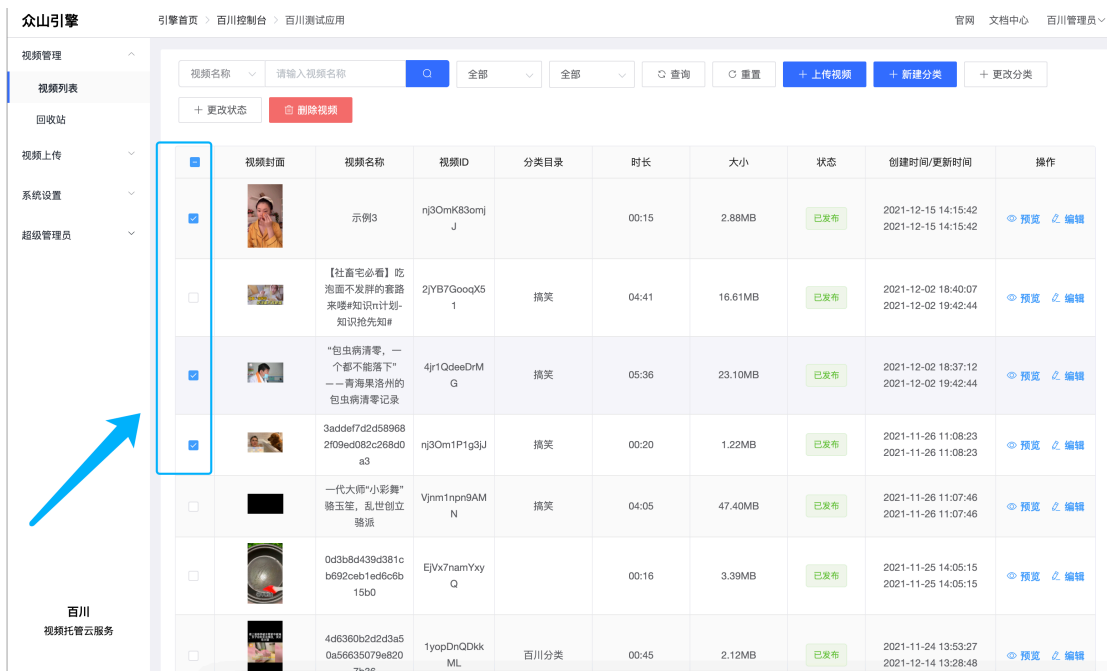 众山引擎
引擎首页 > 百川控制台 > 百川测试应用
官网 文档中心 百川管理员
视频管理
视频列表
回收站
视频上传
系统设置
超级管理员
百川
视频托管云服务
视频名称 请输入视频名称 全部 全部 查询 重置 + 上传视频 + 新建分类 + 更改分类
+ 更改状态 删除视频
视频封面 视频名称 视频ID 分类目录 时长 大小 状态 创建时间/更新时间 操作
示例3
nj3OmK83omj
J
00:15 2.88MB 已发布
2021-12-15 14:15:42
2021-12-15 14:15:42
预览 编辑
【社畜宅必看】吃
泡面不发胖的套路
来喽#知识π计划-
知识抢先知#
2jYB7GooqX5
1
搞笑 04:41 16.61MB 已发布
2021-12-02 18:40:07
2021-12-02 19:42:44
预览 编辑
“包虫病清零，一
个都不能落下”
——青海果洛州的
包虫病清零记录
4jr1QdeeDrM
G
搞笑 05:36 23.10MB 已发布
2021-12-02 18:37:12
2021-12-02 19:42:44
预览 编辑
3addef7d2d58968
2f09ed082c268d0
a3
nj3Om1P1g3jJ
搞笑 00:20 1.22MB 已发布
2021-11-26 11:08:23
2021-11-26 11:08:23
预览 编辑
一代大师“小彩舞”
骆玉笙，乱世创立
骆派
Vjnm1npn9AM
N
搞笑 04:05 47.40MB 已发布
2021-11-26 11:07:46
2021-11-26 11:07:46
预览 编辑
0d3b8d439d381c
b692ceb1ed6c6b
15b0
EjVx7namYxy
Q
00:16 3.39MB 已发布
2021-11-25 14:05:15
2021-11-25 14:05:15
预览 编辑
4d6360b2d2d3a5
0a56635079e820
1yopDnQDkk
ML
百川分类 00:45 2.12MB 已发布
2021-11-24 13:53:27
2021-12-14 13:28:48
预览 编辑